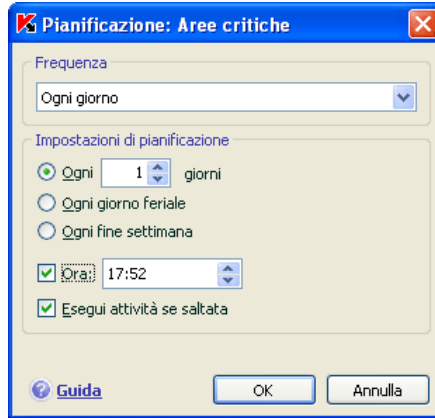 Pianificazione: Aree critiche
Frequenza
Ogni giorno
Impostazioni di pianificazione
Ogni 1 giorni
Ogni giorno feriale
Ogni fine settimana
Ora: 17:52
Esegui attività se saltata
Guida OK Annulla